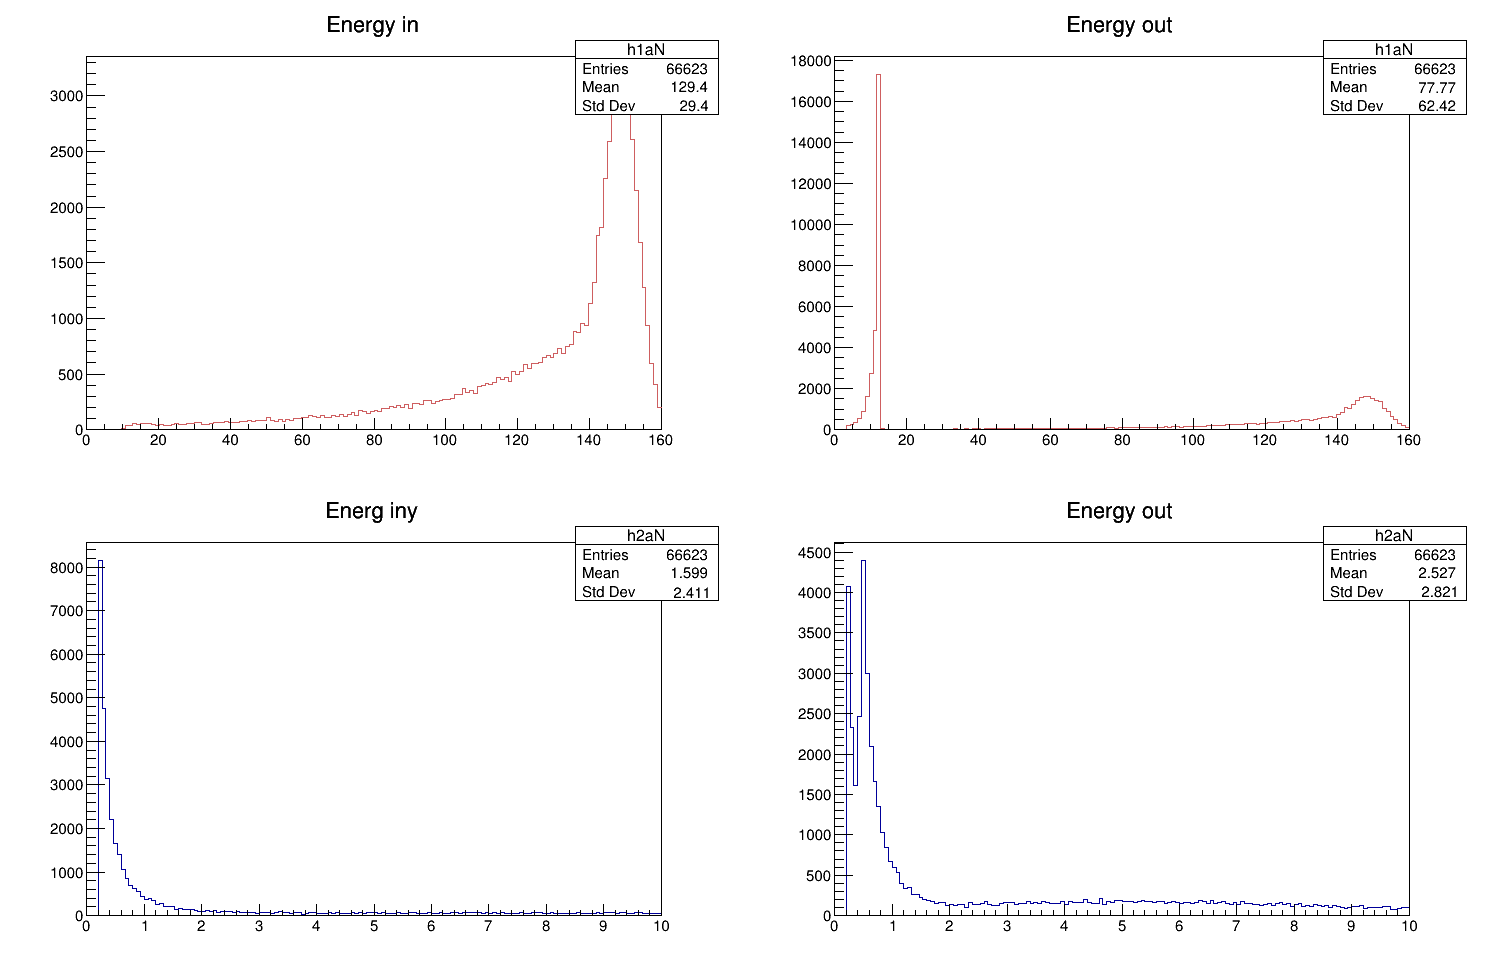 Energy in
h1aN
Entries 66623
Mean 129.4
Std Dev 29.4
3000
2500
2000
1500
1000
500
0
0 20 40 60 80 100 120 140 160
Energy out
h1aN
Entries 66623
Mean 77.77
Std Dev 62.42
18000
16000
14000
12000
10000
8000
6000
4000
2000
0
0 20 40 60 80 100 120 140 160
Energ iny
h2aN
Entries 66623
Mean 1.599
Std Dev 2.411
8000
7000
6000
5000
4000
3000
2000
1000
0
0 1 2 3 4 5 6 7 8 9 10
Energy out
h2aN
Entries 66623
Mean 2.527
Std Dev 2.821
4500
4000
3500
3000
2500
2000
1500
1000
500
0
0 1 2 3 4 5 6 7 8 9 10